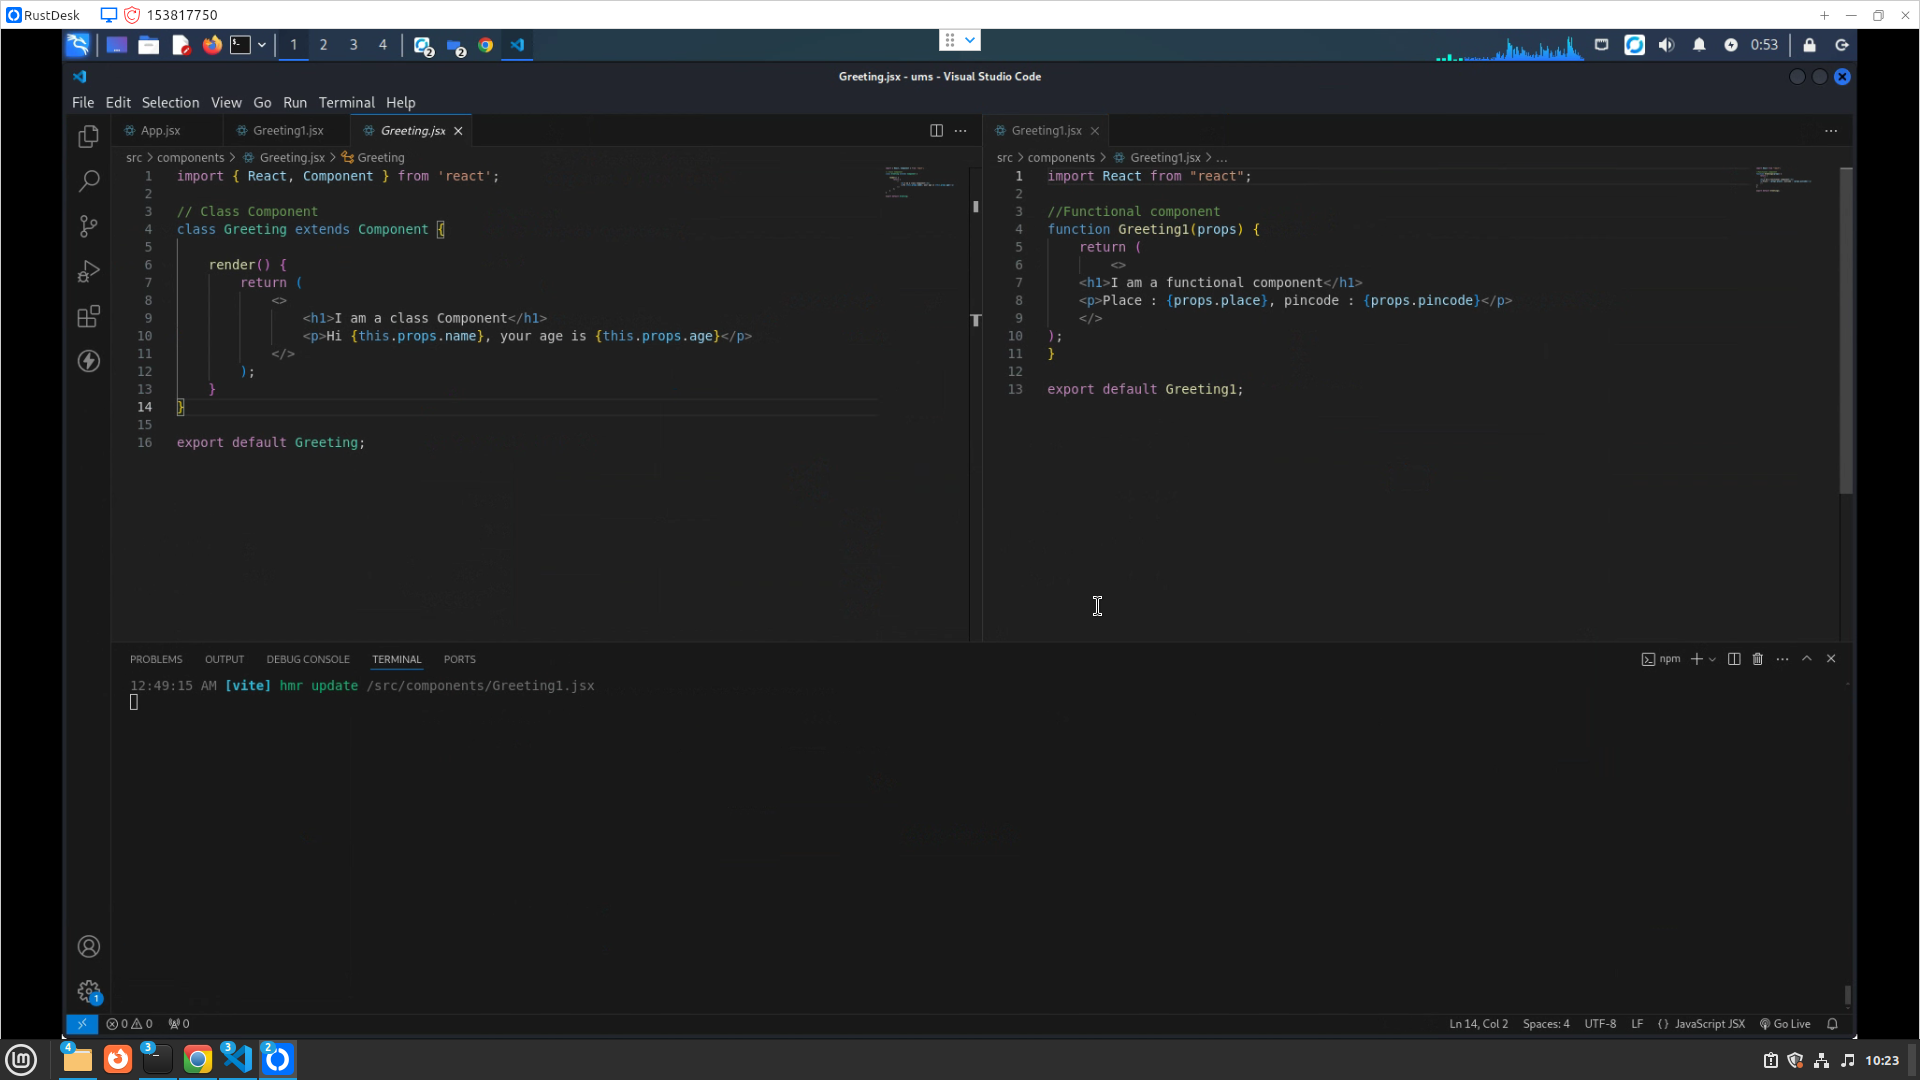 RustDesk 153817750
1 2 3 4 2 2 0:53
Greeting.jsx - ums - Visual Studio Code
File Edit Selection View Go Run Terminal Help
App.jsx Greeting1.jsx Greeting.jsx
src > components > Greeting.jsx > Greeting
1 import { React, Component } from 'react';
2
3 // Class Component
4 class Greeting extends Component {
5
6 render() {
7 return (
8 <>
9 <h1>I am a class Component</h1>
10 <p>Hi {this.props.name}, your age is {this.props.age}</p>
11 </>
12 );
13 }
14 }
15
16 export default Greeting;
Greeting1.jsx
src > components > Greeting1.jsx > ...
1 import React from "react";
2
3 //Functional component
4 function Greeting1(props) {
5 return (
6 <>
7 <h1>I am a functional component</h1>
8 <p>Place : {props.place}, pincode : {props.pincode}</p>
9 </>
10 );
11 }
12
13 export default Greeting1;
PROBLEMS OUTPUT DEBUG CONSOLE TERMINAL PORTS npm
12:49:15 AM [vite] hmr update /src/components/Greeting1.jsx
1
0 0 0 Ln 14, Col 2 Spaces: 4 UTF-8 LF {} JavaScript JSX Go Live
4 3 3 2 10:23